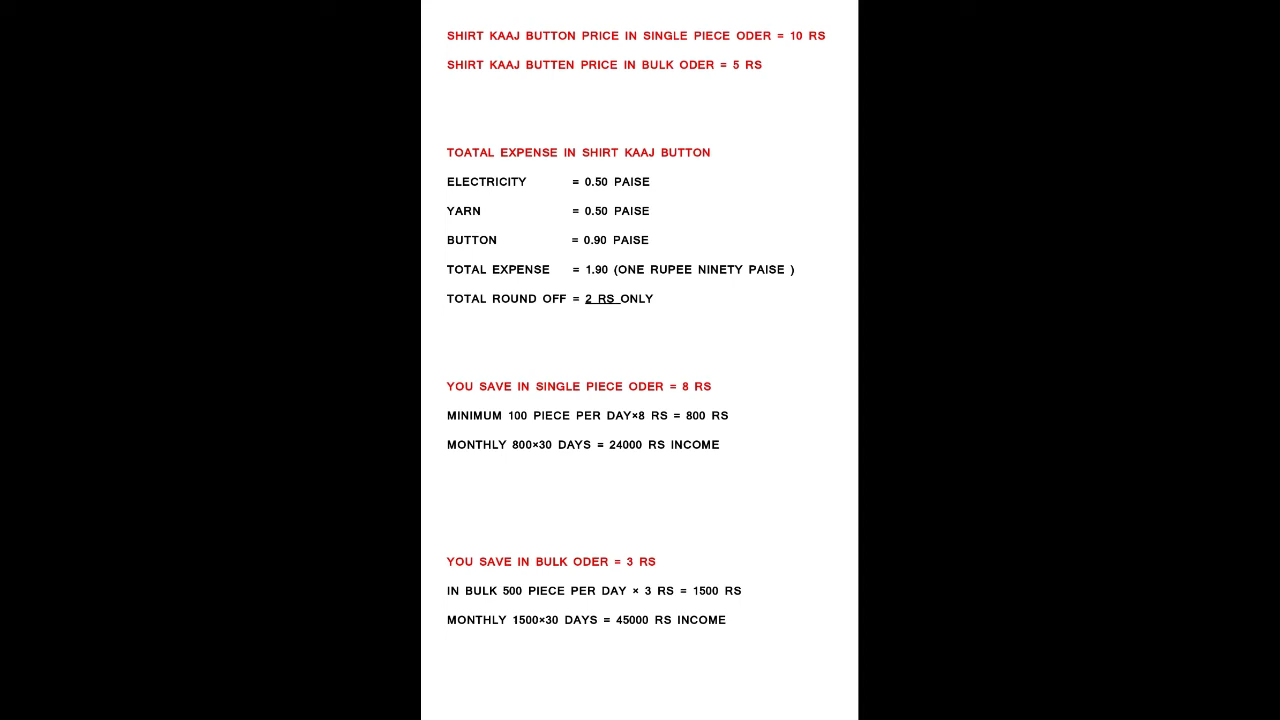 SHIRT KAAJ BUTTON PRICE IN SINGLE PIECE ODER = 10 RS
SHIRT KAAJ BUTTEN PRICE IN BULK ODER = 5 RS
TOATAL EXPENSE IN SHIRT KAAJ BUTTON
ELECTRICITY = 0.50 PAISE
YARN = 0.50 PAISE
BUTTON = 0.90 PAISE
TOTAL EXPENSE = 1.90 (ONE RUPEE NINETY PAISE )
TOTAL ROUND OFF = 2 RS ONLY
YOU SAVE IN SINGLE PIECE ODER = 8 RS
MINIMUM 100 PIECE PER DAY×8 RS = 800 RS
MONTHLY 800×30 DAYS = 24000 RS INCOME
YOU SAVE IN BULK ODER = 3 RS
IN BULK 500 PIECE PER DAY × 3 RS = 1500 RS
MONTHLY 1500×30 DAYS = 45000 RS INCOME